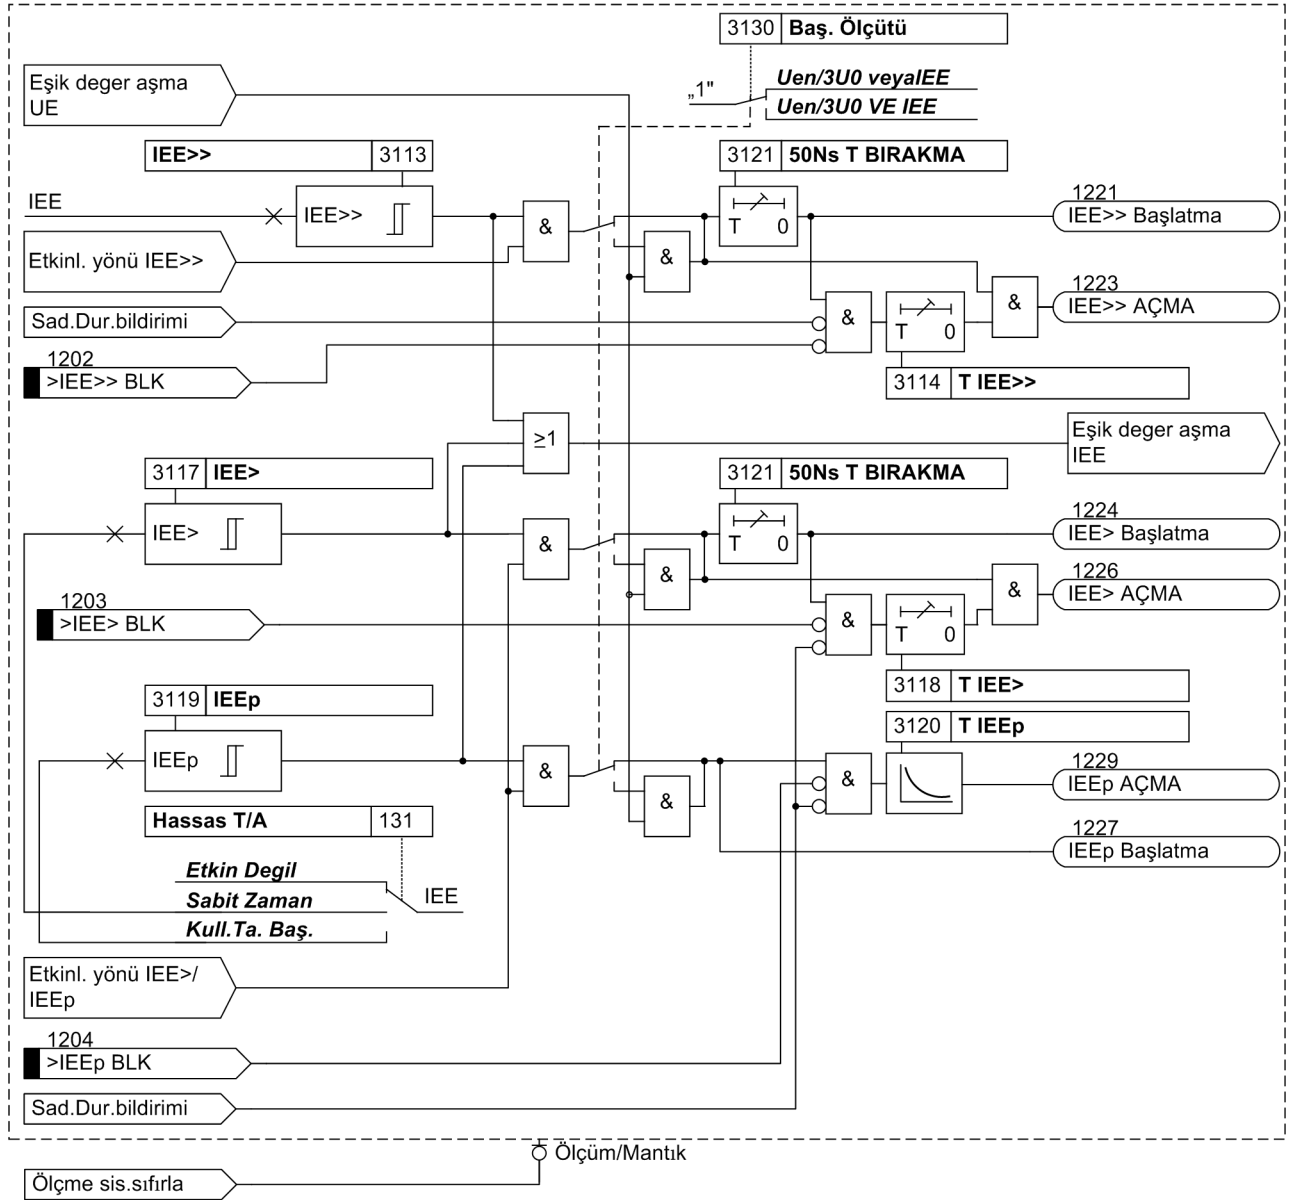 3130 Baş. Ölçütü
Eşik deger aşma
UE
„1"
Uen/3U0 veyaIEE
Uen/3U0 VE IEE
IEE>> 3113
3121 50Ns T BIRAKMA
IEE
IEE>>
&
T 0
1221
IEE>> Başlatma
Etkinl. yönü IEE>>
&
1223
IEE>> AÇMA
&
Sad.Dur.bildirimi
&
T 0
1202
>IEE>> BLK
3114 T IEE>>
≥1
Eşik deger aşma
IEE
3117 IEE>
3121 50Ns T BIRAKMA
IEE>
&
T 0
1224
IEE> Başlatma
&
1226
IEE> AÇMA
&
1203
>IEE> BLK
&
T 0
3118 T IEE>
3119 IEEp
3120 T IEEp
IEEp
&
&
1229
IEEp AÇMA
&
Hassas T/A 131
1227
IEEp Başlatma
Etkin Degil
Sabit Zaman
IEE
Kull.Ta. Baş.
Etkinl. yönü IEE>/
IEEp
1204
>IEEp BLK
Sad.Dur.bildirimi
Ölçüm/Mantık
Ölçme sis.sıfırla